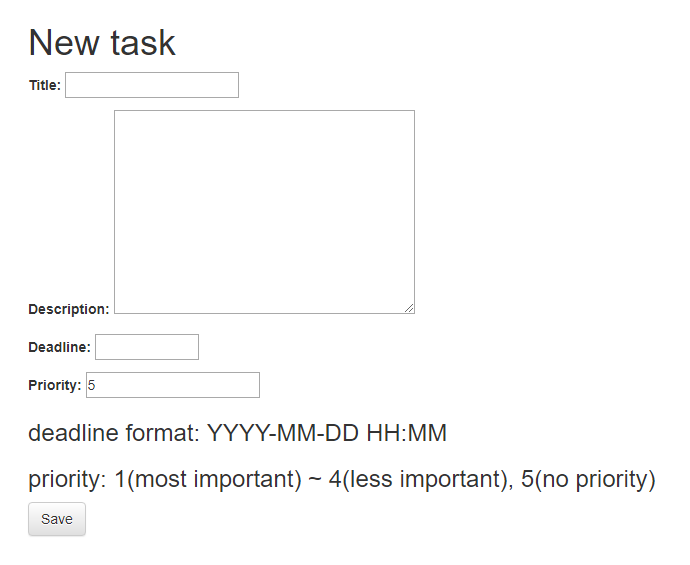 New task
Title:
Description:
Deadline:
Priority: 5
deadline format: YYYY-MM-DD HH:MM
priority: 1(most important) ~ 4(less important), 5(no priority)
Save